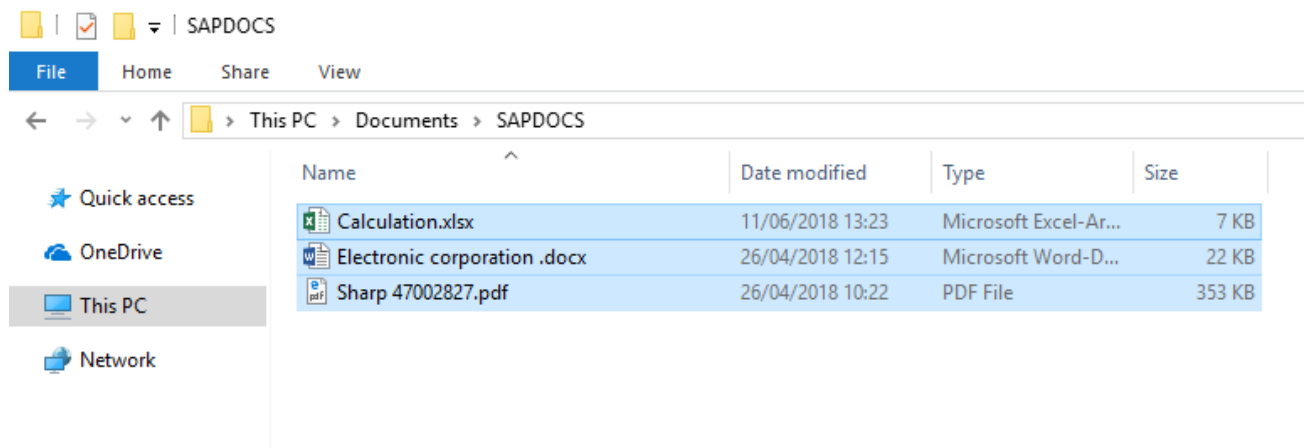 SAPDOCS
File Home Share View
This PC > Documents > SAPDOCS
Name Date modified Type Size
Quick access
OneDrive
This PC
Network
Calculation.xlsx 11/06/2018 13:23 Microsoft Excel-Ar... 7 KB
Electronic corporation .docx 26/04/2018 12:15 Microsoft Word-D... 22 KB
Sharp 47002827.pdf 26/04/2018 10:22 PDF File 353 KB